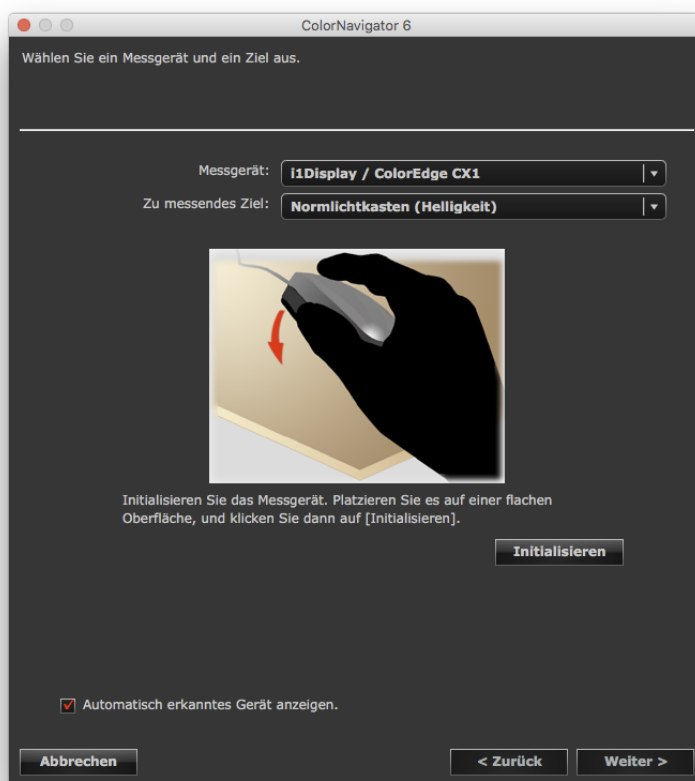 ColorNavigator 6
Wählen Sie ein Messgerät und ein Ziel aus.
Messgerät: i1Display / ColorEdge CX1
Zu messendes Ziel: Normlichtkasten (Helligkeit)
Initialisieren Sie das Messgerät. Platzieren Sie es auf einer flachen
Oberfläche, und klicken Sie dann auf [Initialisieren].
Initialisieren
Automatisch erkanntes Gerät anzeigen.
Abbrechen < Zurück Weiter >